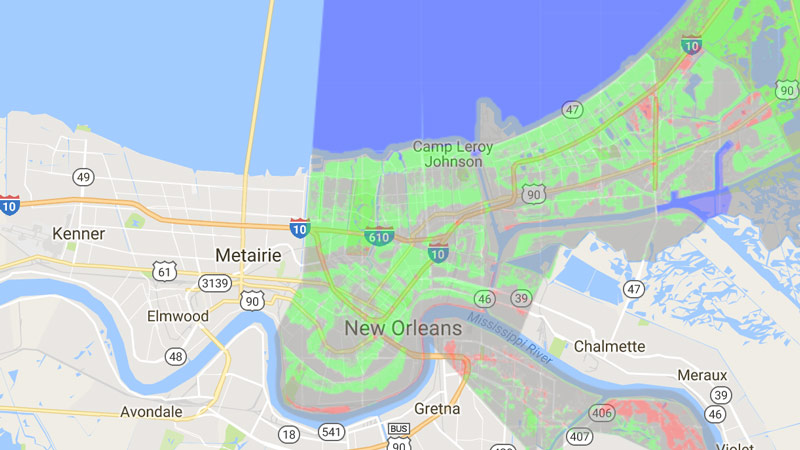 10
90
47
Camp Leroy
Johnson
49
90
10
10
610
10
Kenner
Metairie
61
3139
90
47
Elmwood
46
39
New Orleans
Mississippi River
Chalmette
48
Meraux
39
Avondale
Gretna
406
46
18
541
BUS
90
407
Violet